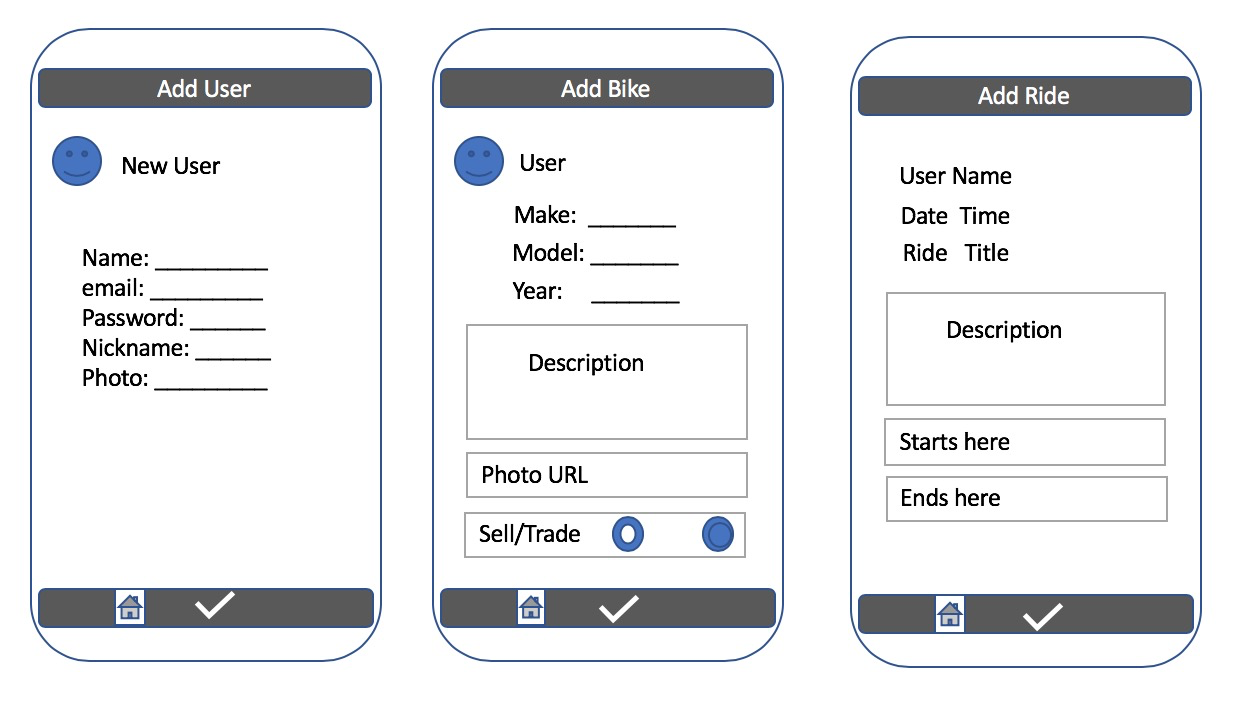 Add User
New User
Name: _________
email: _________
Password: ______
Nickname: ______
Photo: _________
Add Bike
User
Make: _______
Model: _______
Year: _______
Description
Photo URL
Sell/Trade
Add Ride
User Name
Date Time
Ride Title
Description
Starts here
Ends here